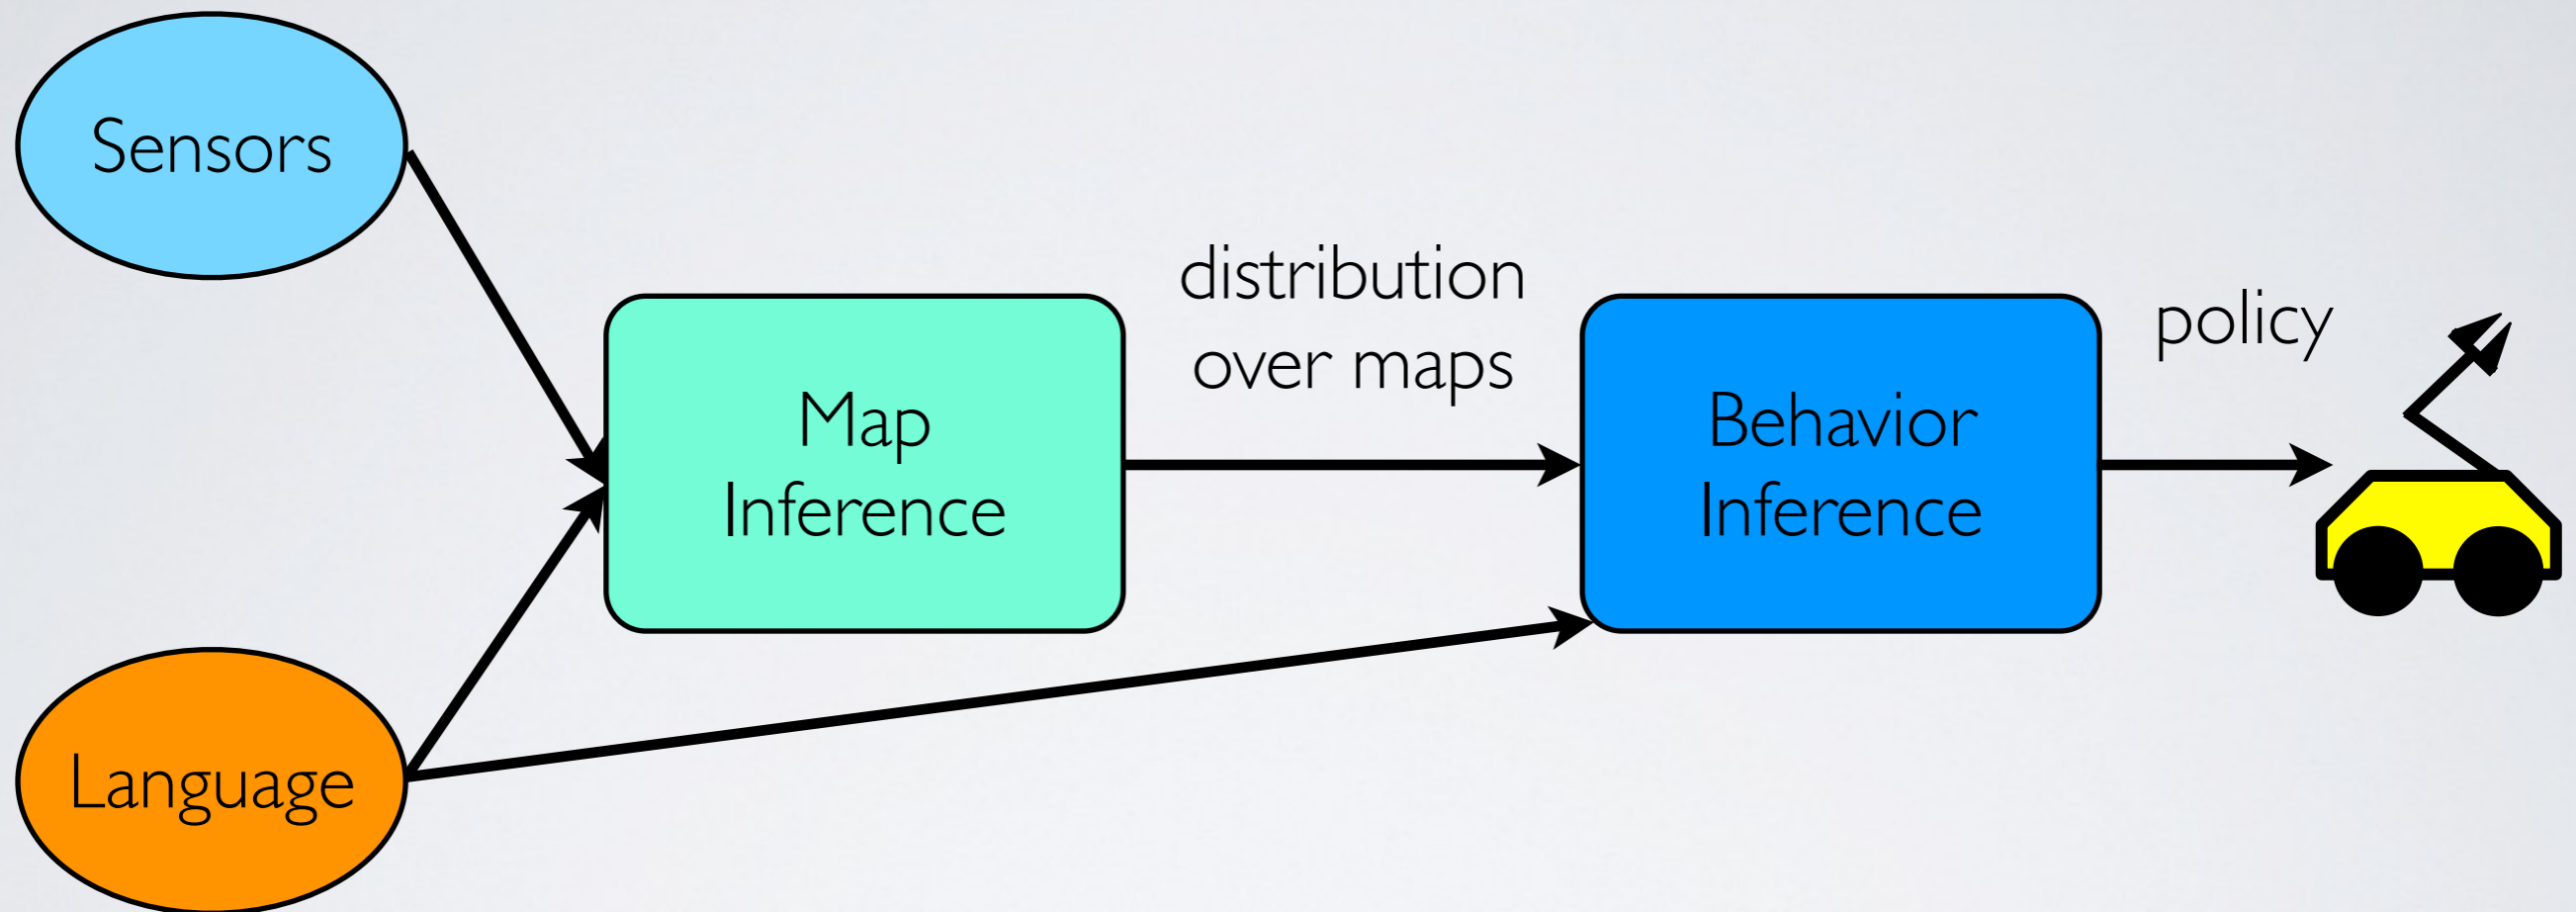 Sensors
distribution
over maps
policy
Map
Inference
Behavior
Inference
Language